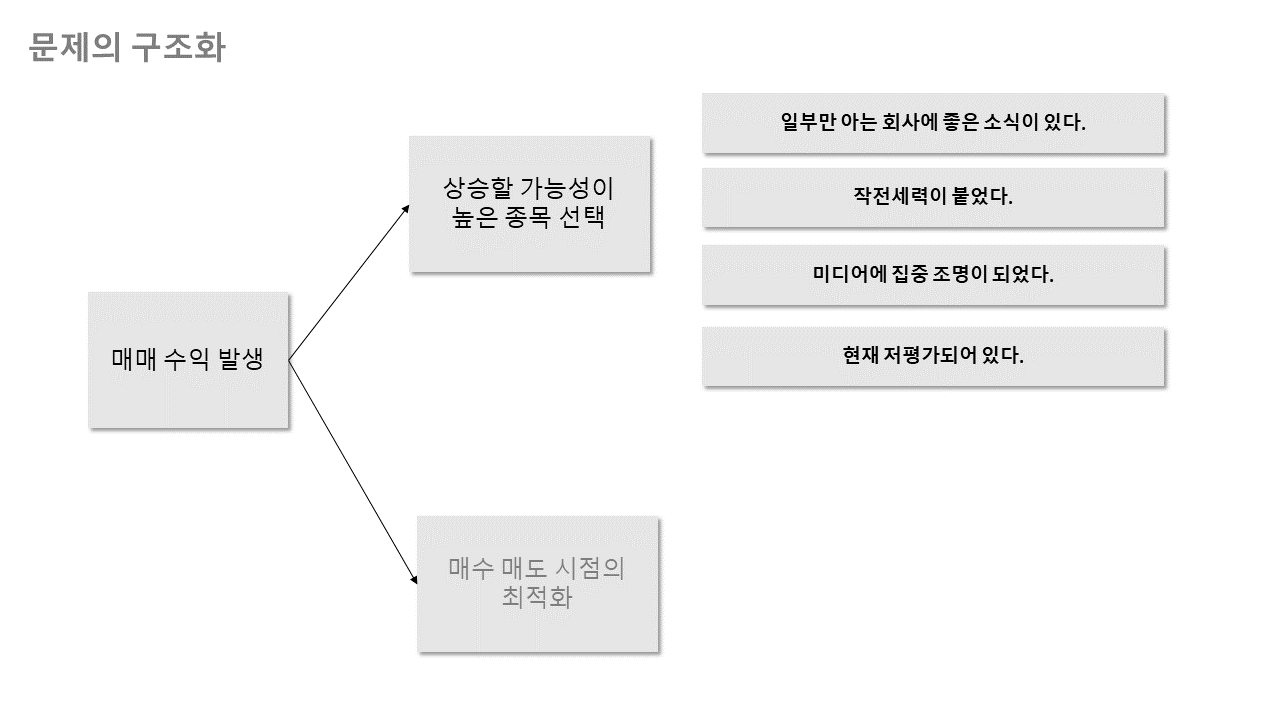 문제의 구조화
일부만 아는 회사에 좋은 소식이 있다.
상승할 가능성이
높은 종목 선택
작전세력이 붙었다.
미디어에 집중 조명이 되었다.
매매 수익 발생
현재 저평가되어 있다.
매수 매도 시점의
최적화